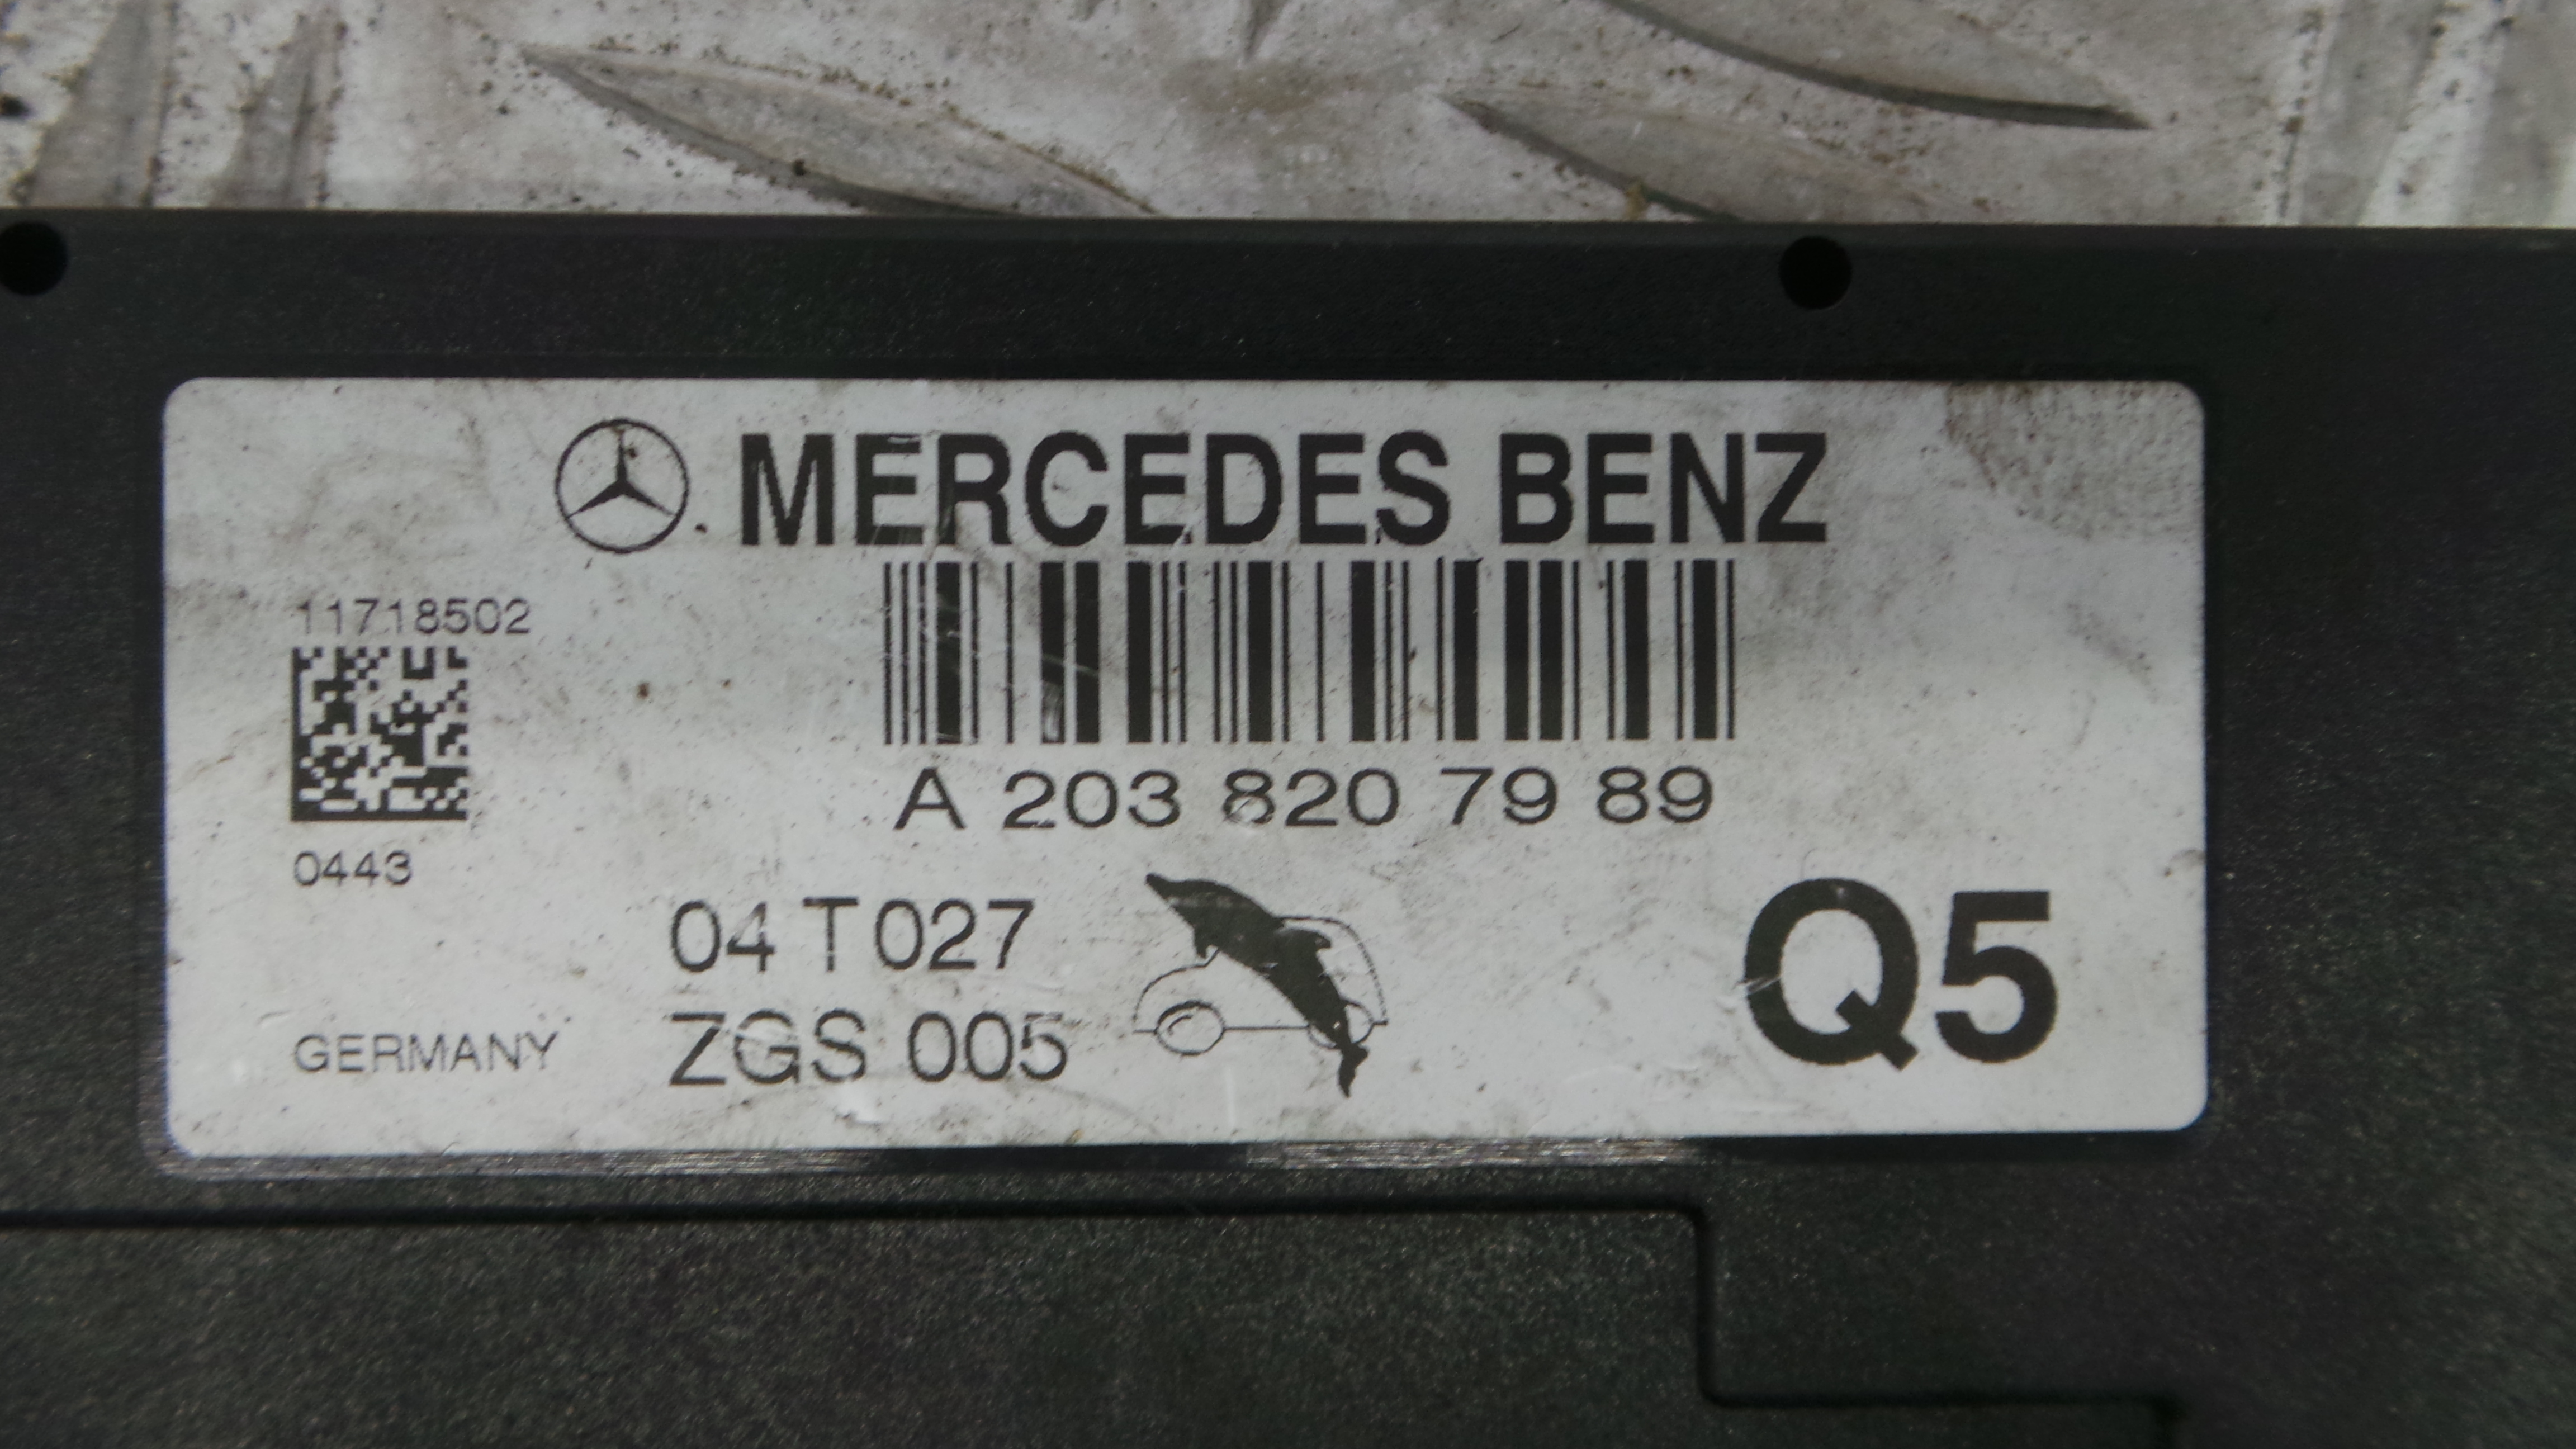 MERCEDES BENZ
11718502
A 203 820 79 89
0443
04 T 027
Q5
ZGS 005
GERMANY